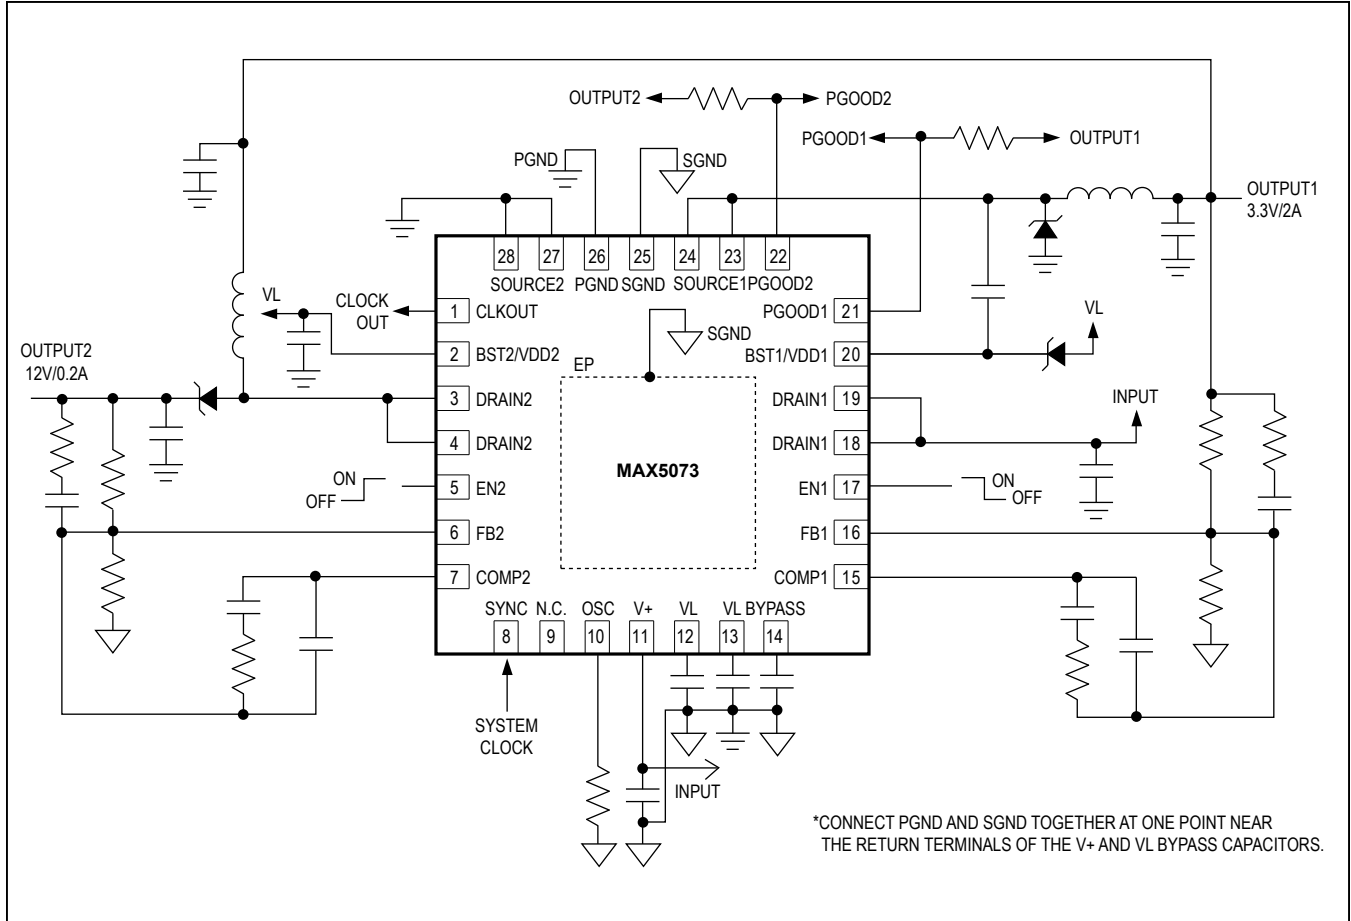 OUTPUT2
PGOOD2
PGOOD1
OUTPUT1
PGND
SGND
OUTPUT1
3.3V/2A
28
27
26
25
24
23
22
SOURCE2
PGND
SGND
SOURCE1
PGOOD2
VL
CLOCK
OUT
1
CLKOUT
PGOOD1
21
VL
SGND
OUTPUT2
12V/0.2A
2
BST2/VDD2
BST1/VDD1
20
EP
3
DRAIN2
DRAIN1
19
INPUT
4
DRAIN2
DRAIN1
18
MAX5073
ON
OFF
5
EN2
EN1
17
ON
OFF
6
FB2
FB1
16
7
COMP2
COMP1
15
SYNC
N.C.
OSC
V+
VL
VL
BYPASS
8
9
10
11
12
13
14
SYSTEM
CLOCK
INPUT
*CONNECT PGND AND SGND TOGETHER AT ONE POINT NEAR
THE RETURN TERMINALS OF THE V+ AND VL BYPASS CAPACITORS.